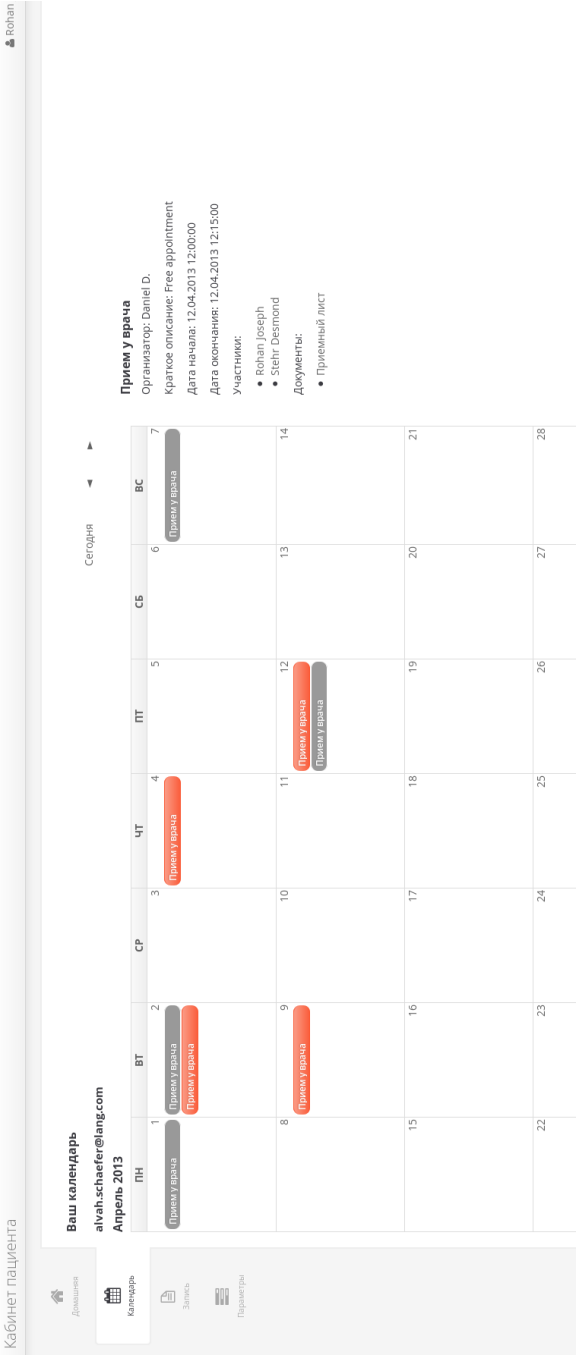 Кабинет пациента
Rohan
Домашняя
Календарь
Запись
Параметры
Ваш календарь
alvah.schaefer@lang.com
Апрель 2013
Сегодня
◄ ►
ПН ВТ СР ЧТ ПТ СБ ВС
1 2 3 4 5 6 7
Прием у врача Прием у врача Прием у врача Прием у врача
Прием у врача
8 9 10 11 12 13 14
Прием у врача Прием у врача
Прием у врача
15 16 17 18 19 20 21
22 23 24 25 26 27 28
Прием у врача
Организатор: Daniel D.
Краткое описание: Free appointment
Дата начала: 12.04.2013 12:00:00
Дата окончания: 12.04.2013 12:15:00
Участники:
• Rohan Joseph
• Stehr Desmond
Документы:
• Приемный лист